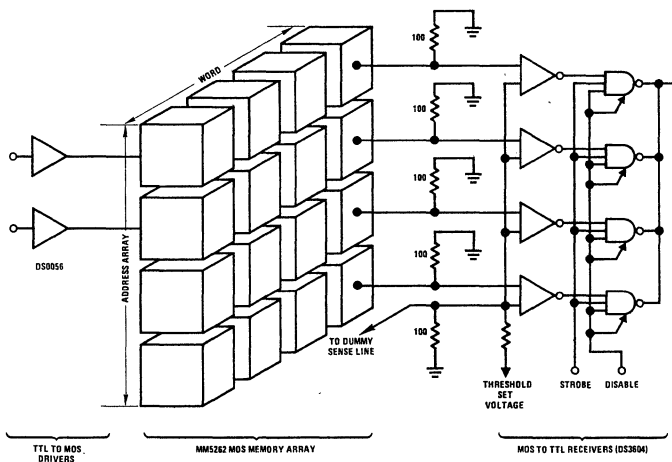 WORD
100
100
100
100
100
ADDRESS ARRAY
DS0056
TO DUMMY
SENSE LINE
THRESHOLD
SET
VOLTAGE
STROBE
DISABLE
TTL TO MOS
DRIVERS
MM5262 MOS MEMORY ARRAY
MOS TO TTL RECEIVERS (DS3604)